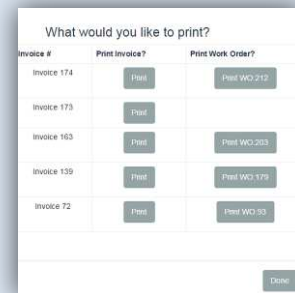 What would you like to print?
Invoice # Print Invoice? Print Work Order?
Invoice 174 Print Print WO:212
Invoice 173 Print
Invoice 163 Print Print WO:203
Invoice 139 Print Print WO:179
Invoice 72 Print Print WO:93
Done